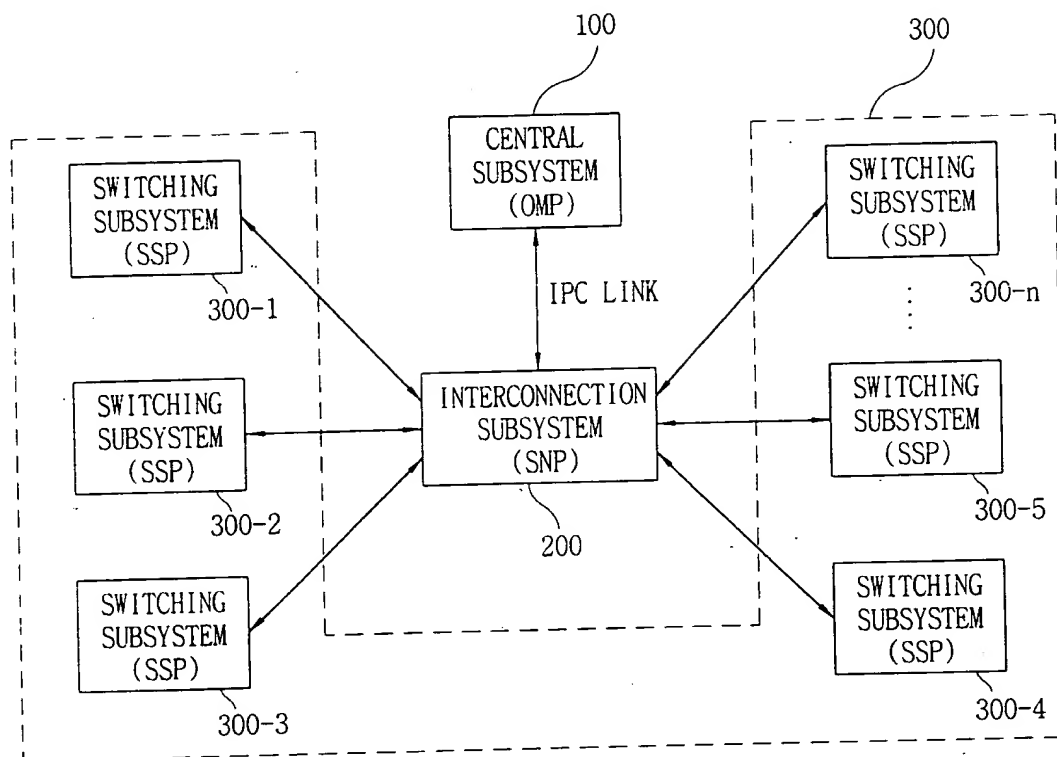 100
300
CENTRAL
SUBSYSTEM
(OMP)
SWITCHING
SUBSYSTEM
(SSP)
300-1
SWITCHING
SUBSYSTEM
(SSP)
300-n
IPC LINK
SWITCHING
SUBSYSTEM
(SSP)
300-2
INTERCONNECTION
SUBSYSTEM
(SNP)
200
SWITCHING
SUBSYSTEM
(SSP)
300-5
SWITCHING
SUBSYSTEM
(SSP)
300-3
SWITCHING
SUBSYSTEM
(SSP)
300-4